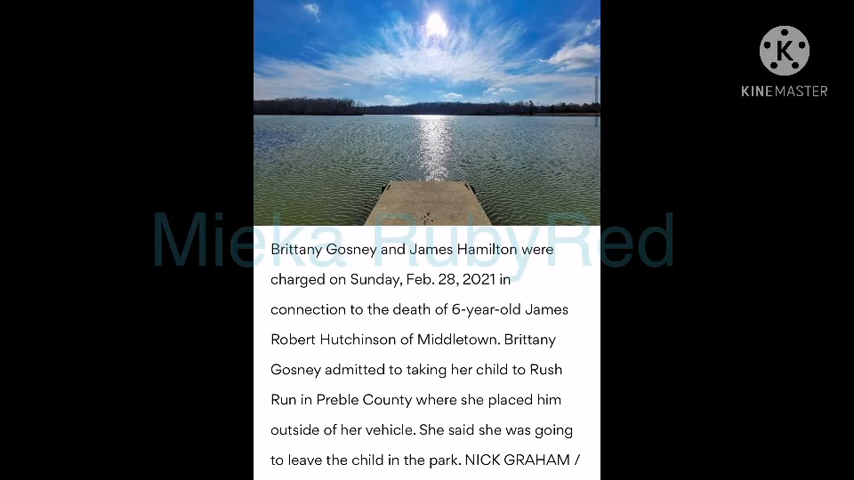 KINEMASTER
Mieka RubyRed
Brittany Gosney and James Hamilton were
charged on Sunday, Feb. 28, 2021 in
connection to the death of 6-year-old James
Robert Hutchinson of Middletown. Brittany
Gosney admitted to taking her child to Rush
Run in Preble County where she placed him
outside of her vehicle. She said she was going
to leave the child in the park. NICK GRAHAM /